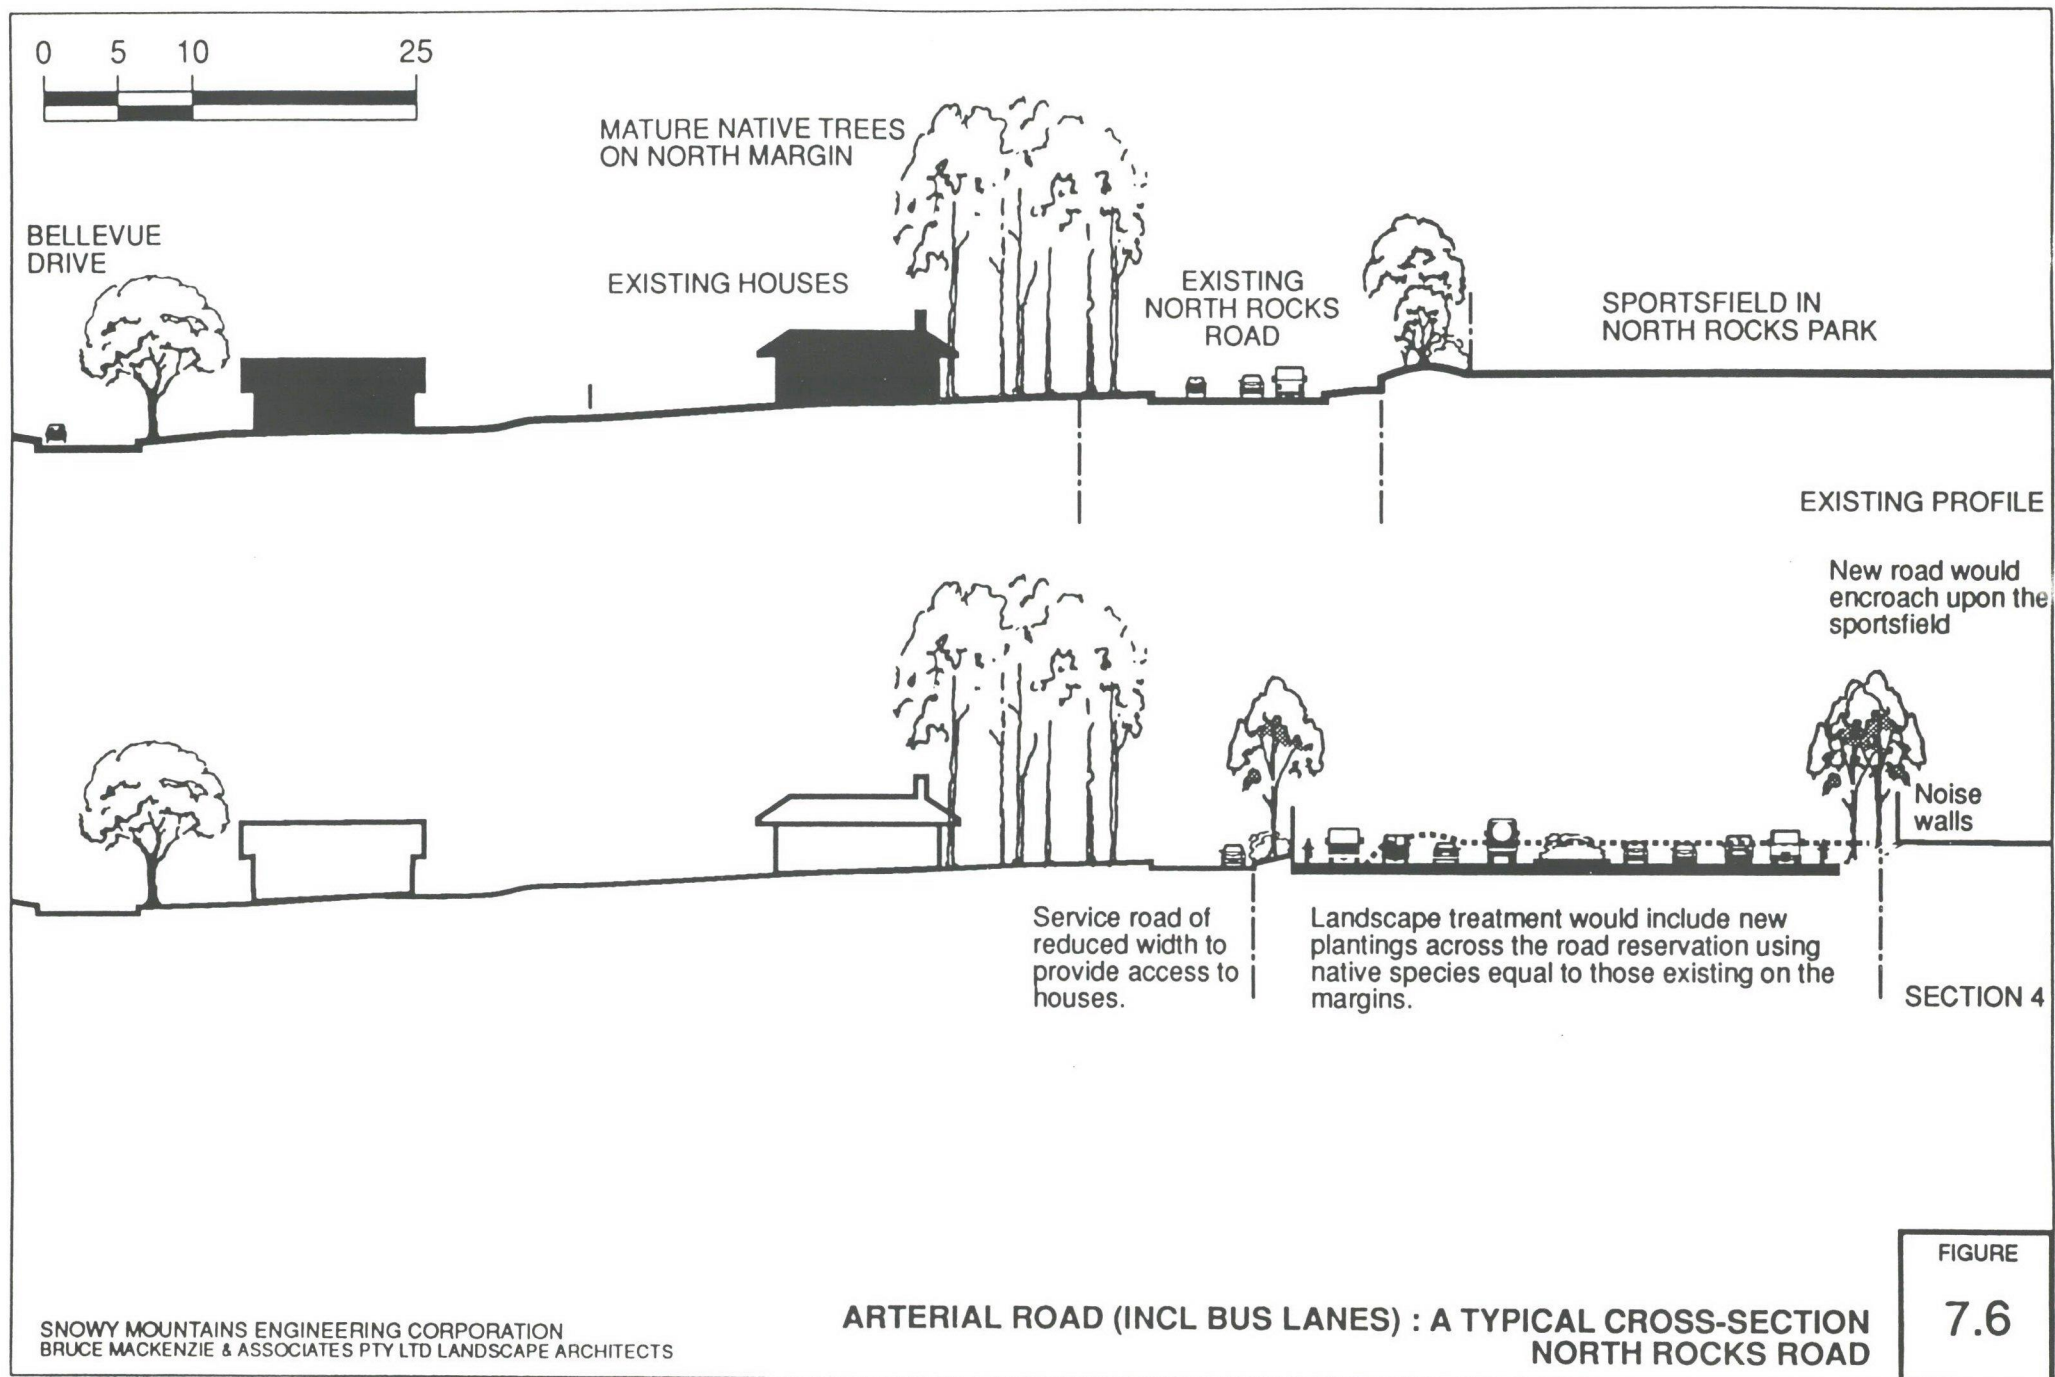 0 5 10 25
MATURE NATIVE TREES
ON NORTH MARGIN
BELLEVUE
DRIVE
EXISTING HOUSES
EXISTING
NORTH ROCKS
ROAD
SPORTSFIELD IN
NORTH ROCKS PARK
EXISTING PROFILE
New road would
encroach upon the
sportsfield
Noise
walls
Service road of
reduced width to
provide access to
houses.
Landscape treatment would include new
plantings across the road reservation using
native species equal to those existing on the
margins.
SECTION 4
SNOWY MOUNTAINS ENGINEERING CORPORATION
BRUCE MACKENZIE & ASSOCIATES PTY LTD LANDSCAPE ARCHITECTS
ARTERIAL ROAD (INCL BUS LANES) : A TYPICAL CROSS-SECTION
NORTH ROCKS ROAD
FIGURE
7.6